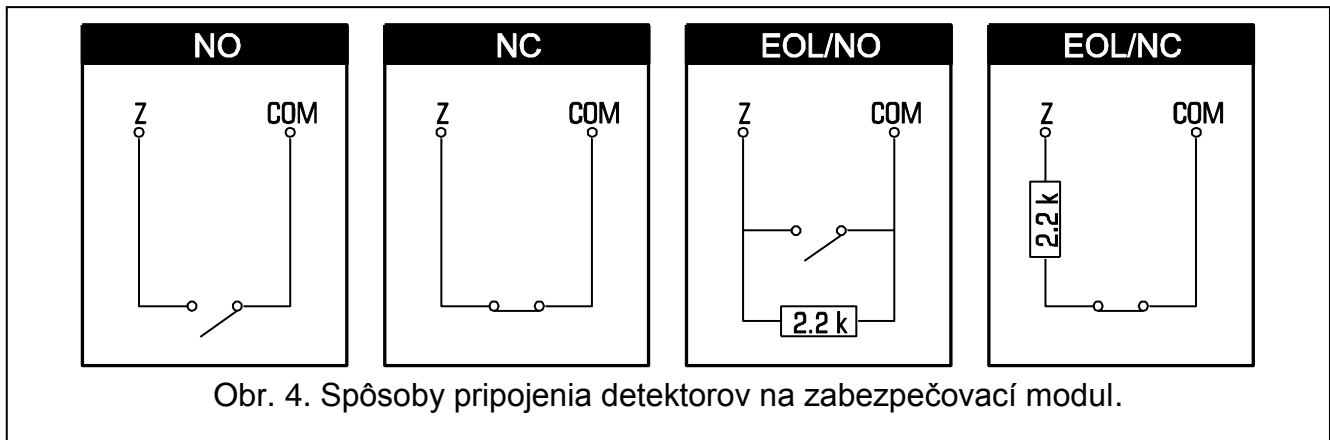 NO
NC
EOL/NO
EOL/NC
Z COM
Z COM
Z COM
Z COM
2.2 k
2.2 k
Obr. 4. Spôsoby pripojenia detektorov na zabezpečovací modul.